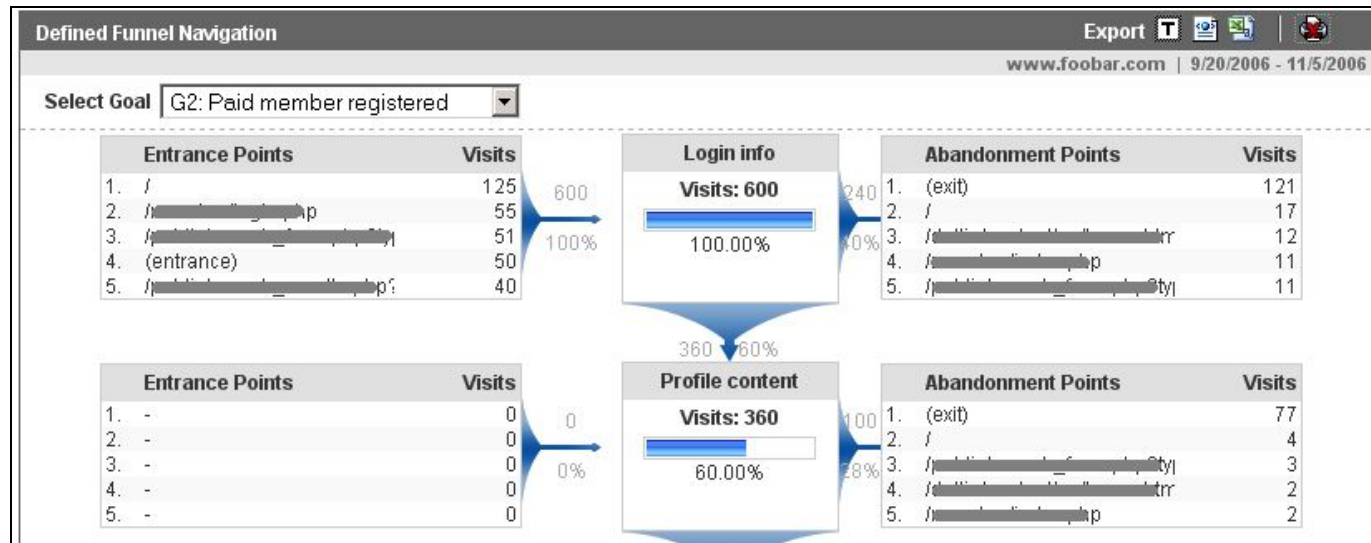 Defined Funnel Navigation Export T
www.foobar.com | 9/20/2006 - 11/5/2006
Select Goal G2: Paid member registered
Entrance Points Visits
1. / 125
2. / p 55
3. / 51
4. (entrance) 50
5. / 40
600
100%
Login info
Visits: 600
100.00%
240
40%
Abandonment Points Visits
1. (exit) 121
2. / 17
3. / 12
4. / p 11
5. / 11
360 60%
Entrance Points Visits
1. - 0
2. - 0
3. - 0
4. - 0
5. - 0
0
0%
Profile content
Visits: 360
60.00%
100
28%
Abandonment Points Visits
1. (exit) 77
2. / 4
3. / 3
4. / 2
5. / p 2